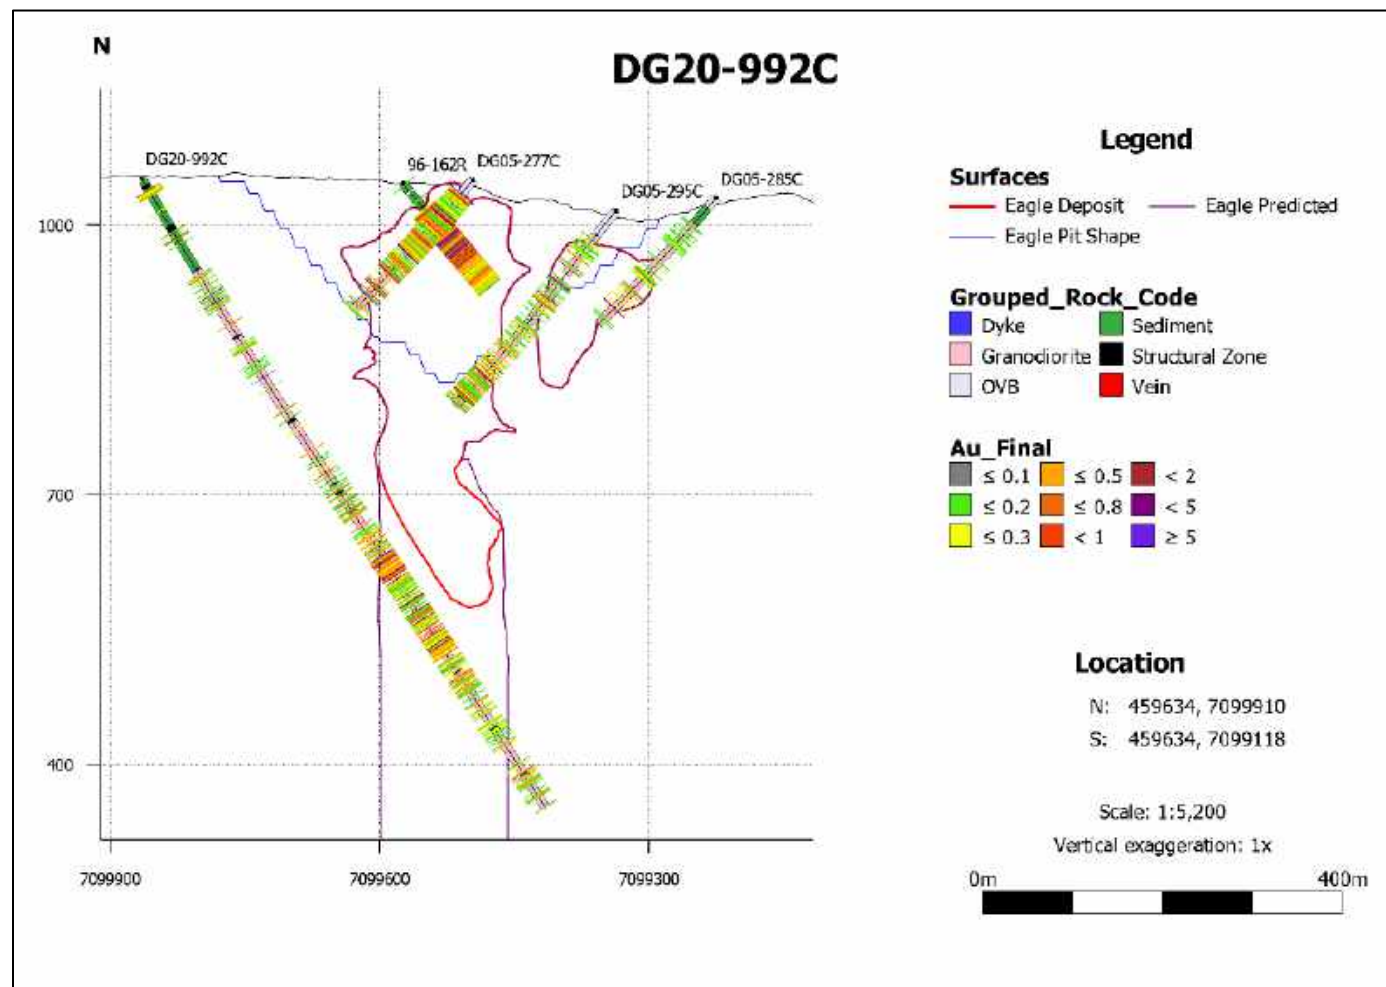 N
DG20-992C
DG20-992C
96-162R
DG05-277C
DG05-295C
DG05-285C
1000
700
400
7099900
7099600
7099300
Legend
Surfaces
Eagle Deposit
Eagle Predicted
Eagle Pit Shape
Grouped_Rock_Code
Dyke
Sediment
Granodiorite
Structural Zone
OVB
Vein
Au_Final
≤ 0.1 ≤ 0.5 < 2
≤ 0.2 ≤ 0.8 < 5
≤ 0.3 < 1 ≥ 5
Location
N: 459634, 7099910
S: 459634, 7099118
Scale: 1:5,200
Vertical exaggeration: 1x
0m 400m